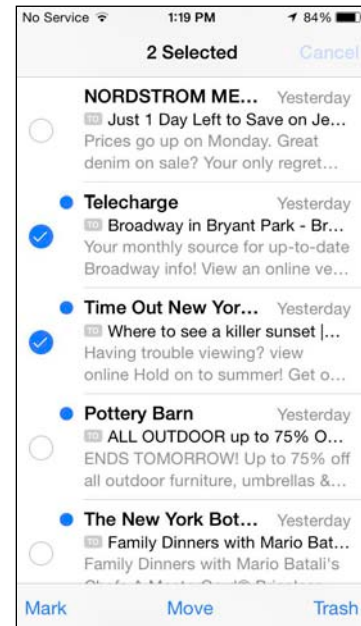 No Service 1:19 PM 84%
2 Selected Cancel
NORDSTROM ME... Yesterday
TO Just 1 Day Left to Save on Je...
Prices go up on Monday. Great
denim on sale? Your only regret...
Telecharge Yesterday
TO Broadway in Bryant Park - Br...
Your monthly source for up-to-date
Broadway info! View an online ve...
Time Out New Yor... Yesterday
TO Where to see a killer sunset |...
Having trouble viewing? view
online Hold on to summer! Get o...
Pottery Barn Yesterday
TO ALL OUTDOOR up to 75% O...
ENDS TOMORROW! Up to 75% off
all outdoor furniture, umbrellas &...
The New York Bot... Yesterday
TO Family Dinners with Mario Bat...
Family Dinners with Mario Batali's
Mark Move Trash